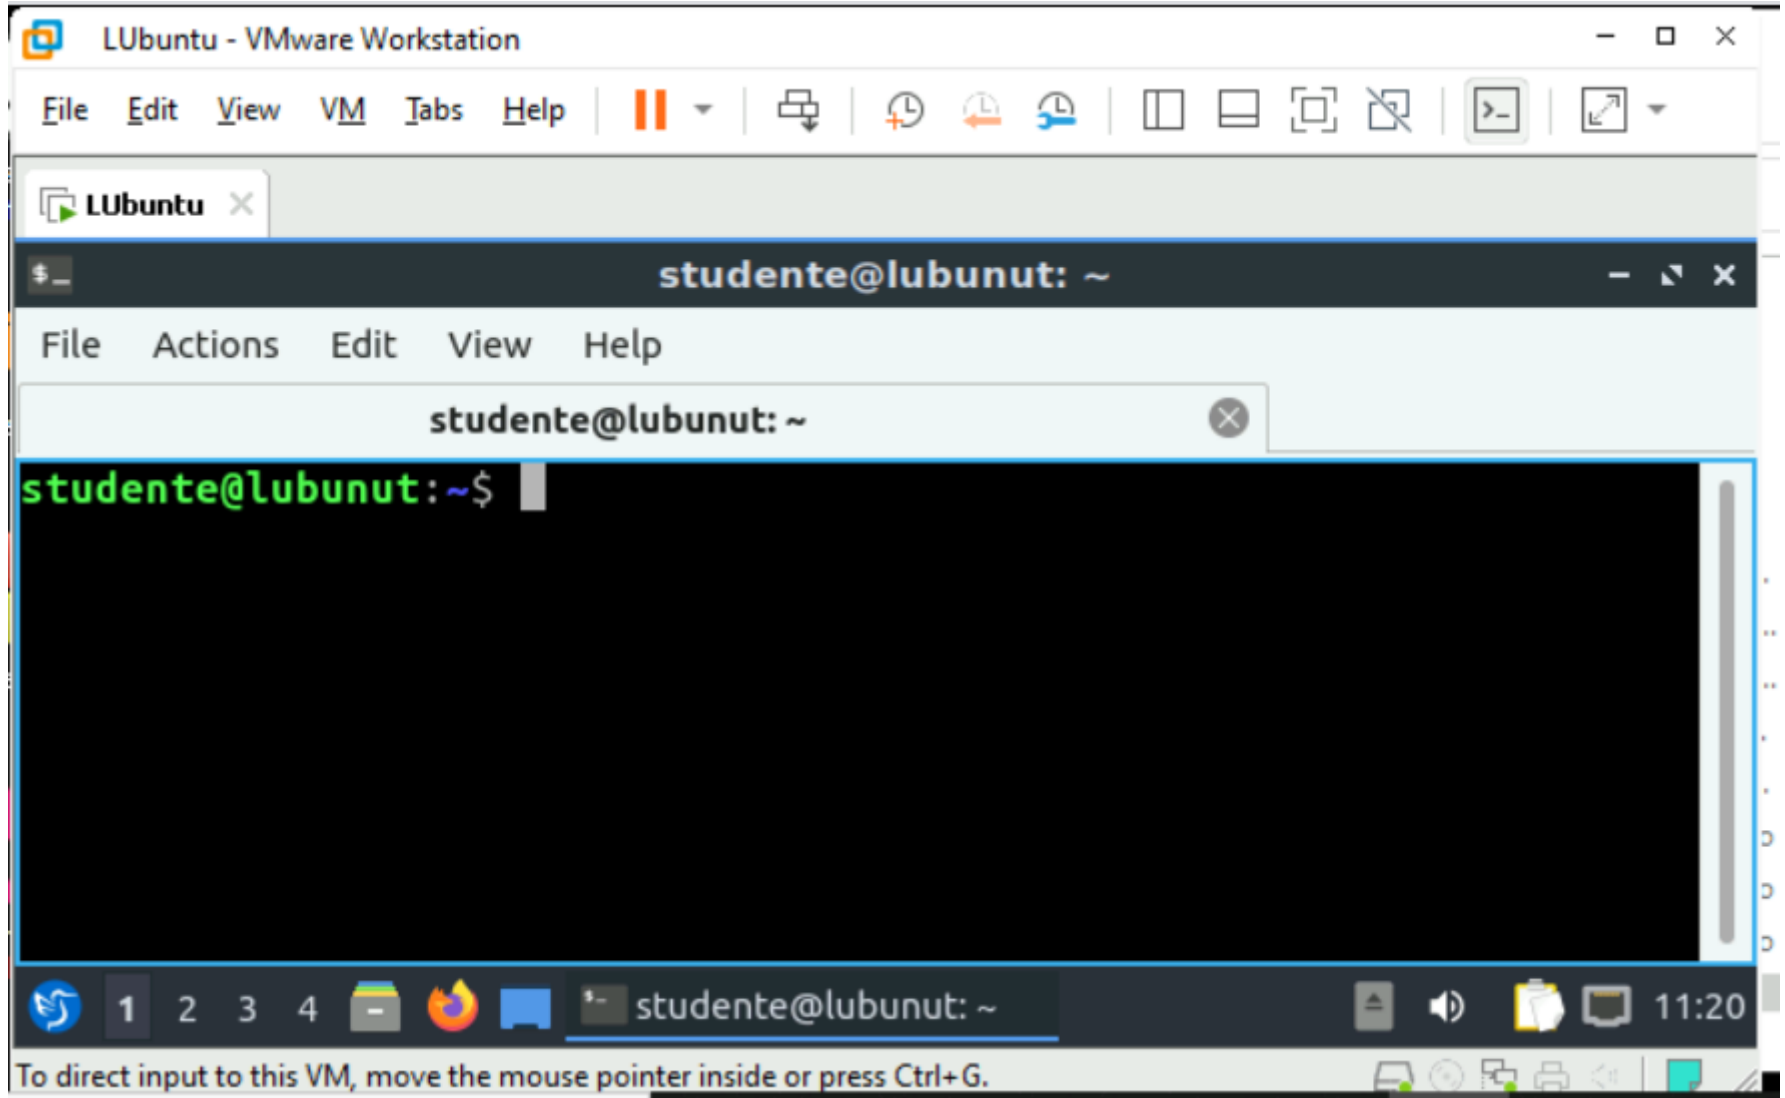 LUbuntu - VMware Workstation
File Edit View VM Tabs Help
LUbuntu
studente@lubunut: ~
File Actions Edit View Help
studente@lubunut: ~
studente@lubunut:~$
1 2 3 4 studente@lubunut: ~ 11:20
To direct input to this VM, move the mouse pointer inside or press Ctrl+G.